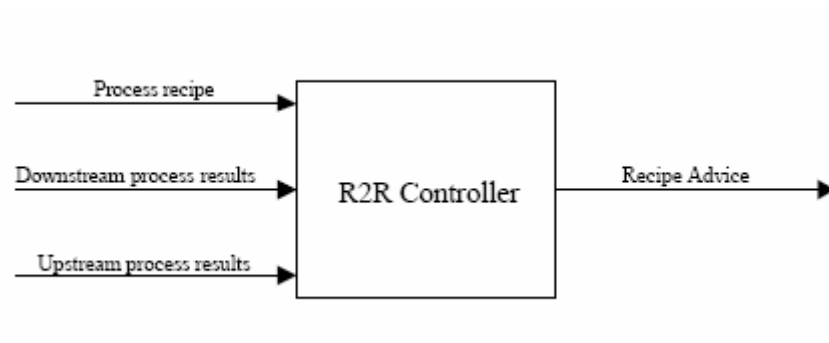 Process recipe
Downstream process results
R2R Controller
Recipe Advice
Upstream process results